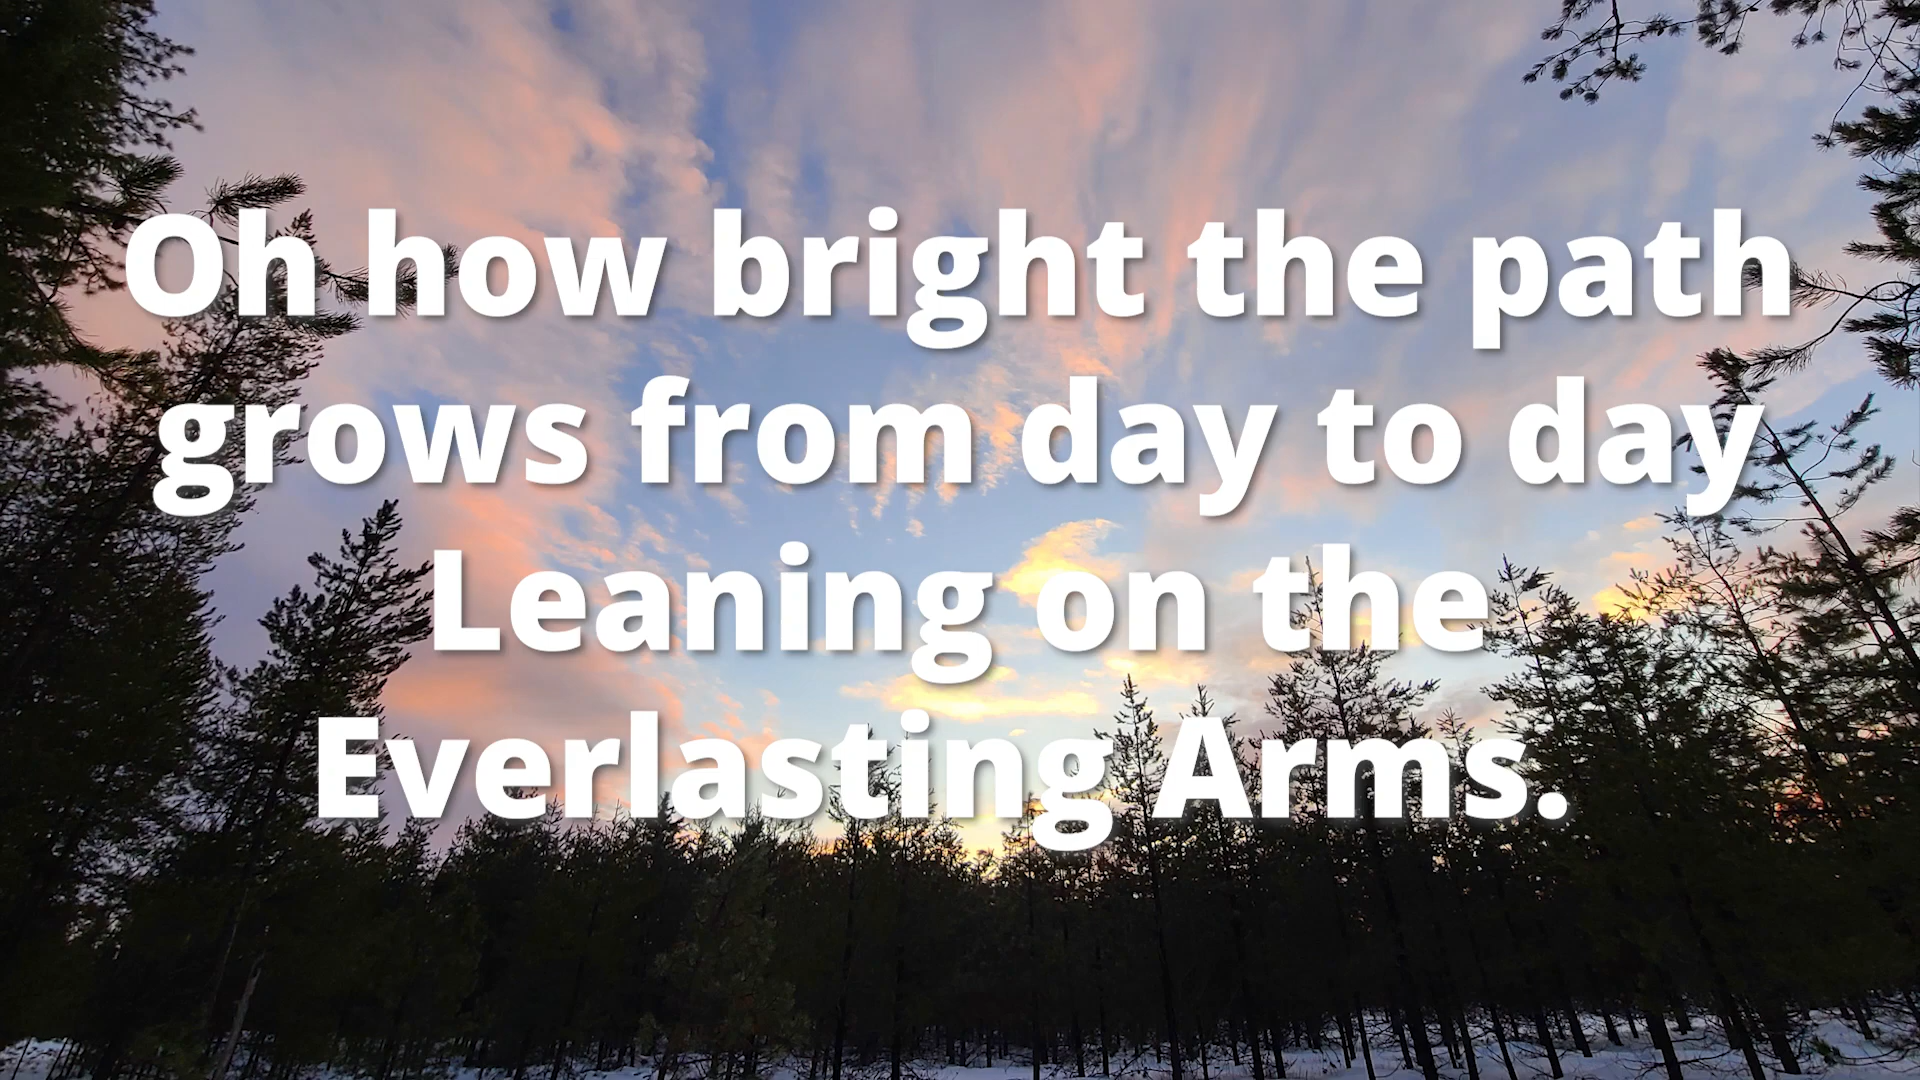 Oh how bright the path
grows from day to day
Leaning on the
Everlasting Arms.